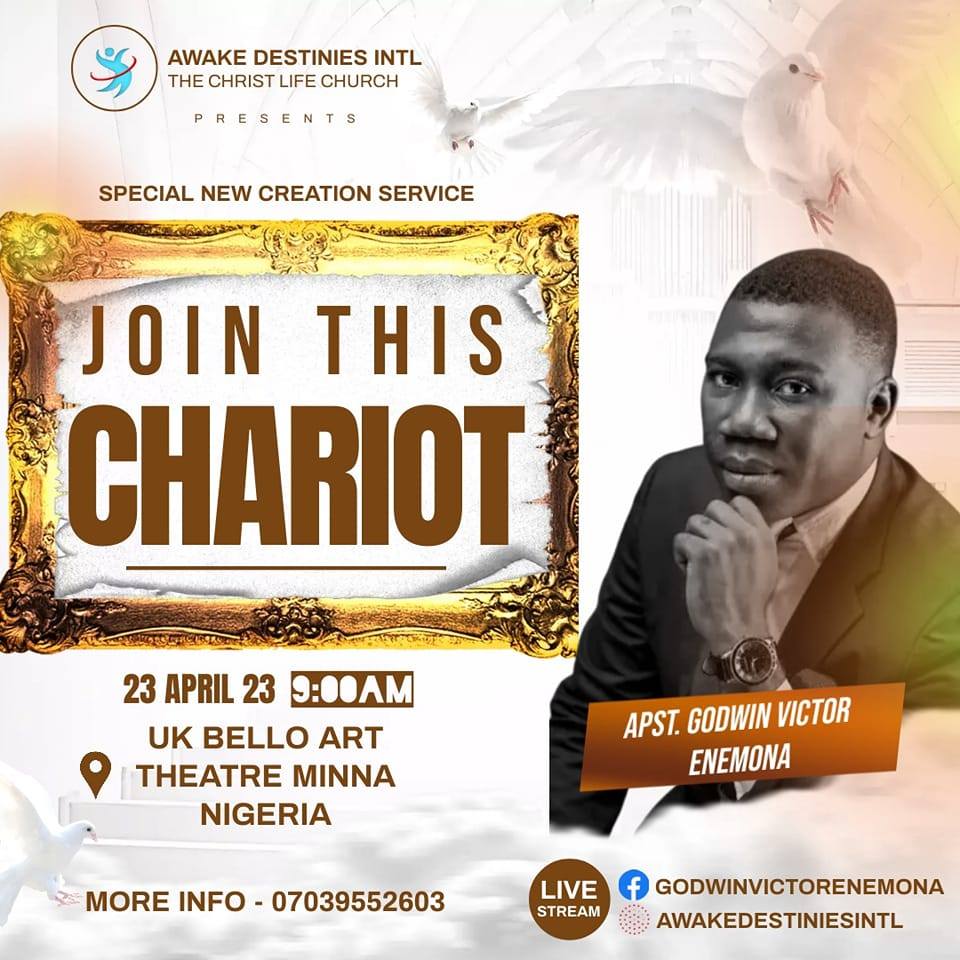 AWAKE DESTINIES INTL
THE CHRIST LIFE CHURCH
PRESENTS
SPECIAL NEW CREATION SERVICE
JOIN THIS
CHARIOT
23 APRIL 23 9:00AM
UK BELLO ART
THEATRE MINNA
NIGERIA
APST. GODWIN VICTOR
ENEMONA
MORE INFO - 07039552603
LIVE
STREAM
GODWINVICTORENEMONA
AWAKEDESTINIESINTL